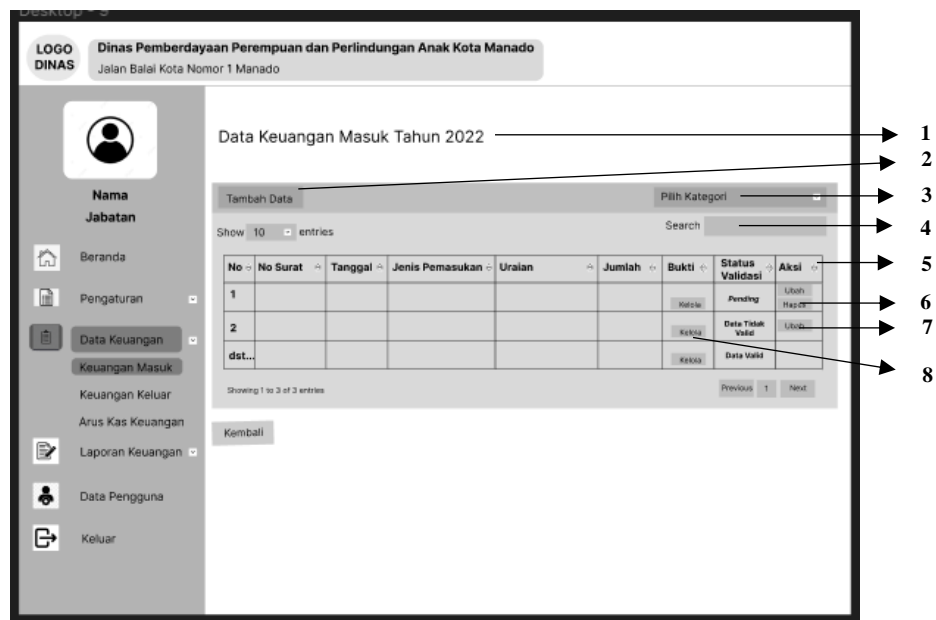 Desktop - 9
LOGO DINAS
Dinas Pemberdayaan Perempuan dan Perlindungan Anak Kota Manado
Jalan Balai Kota Nomor 1 Manado
Nama
Jabatan
Beranda
Pengaturan
Data Keuangan
Keuangan Masuk
Keuangan Keluar
Arus Kas Keuangan
Laporan Keuangan
Data Pengguna
Keluar
Data Keuangan Masuk Tahun 2022
1
2
Tambah Data
Pilih Kategori
3
Show 10 entries
Search
4
No No Surat Tanggal Jenis Pemasukan Uraian Jumlah Bukti Status Validasi Aksi
5
1 Kelola Pending Ubah Hapus
6
2 Kelola Data Tidak Valid Ubah
7
dst... Kelola Data Valid
8
Showing 1 to 3 of 3 entries
Previous 1 Next
Kembali